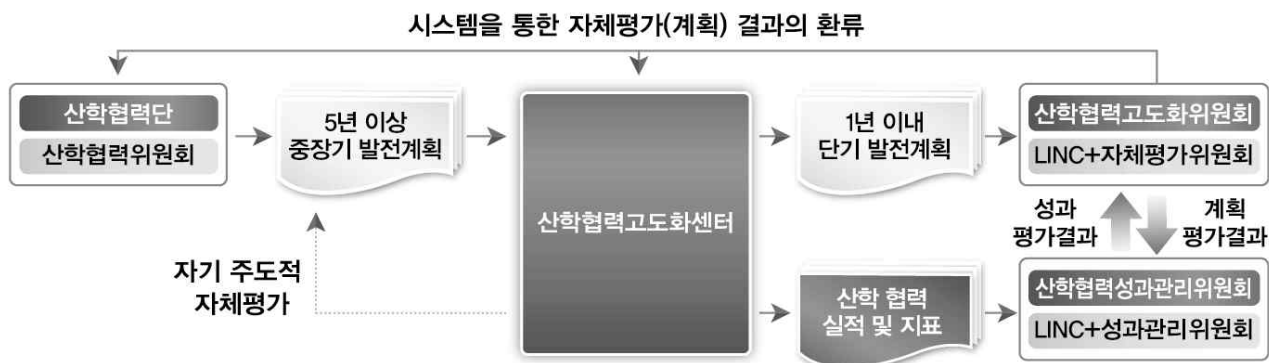 시스템을 통한 자체평가(계획) 결과의 환류
산학협력단
산학협력위원회
5년 이상
중장기 발전계획
산학협력고도화센터
1년 이내
단기 발전계획
산학협력고도화위원회
LINC+자체평가위원회
성과
평가결과
계획
평가결과
자기 주도적
자체평가
산학 협력
실적 및 지표
산학협력성과관리위원회
LINC+성과관리위원회